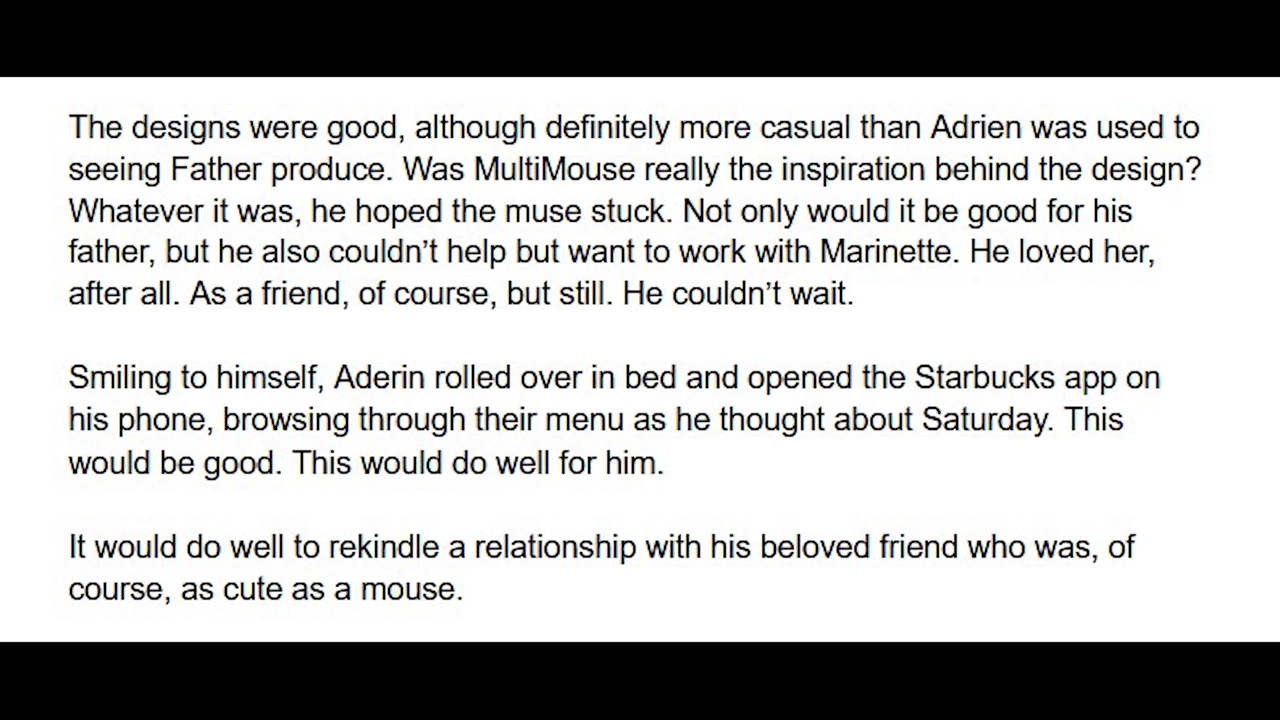 The designs were good, although definitely more casual than Adrien was used to
seeing Father produce. Was MultiMouse really the inspiration behind the design?
Whatever it was, he hoped the muse stuck. Not only would it be good for his
father, but he also couldn’t help but want to work with Marinette. He loved her,
after all. As a friend, of course, but still. He couldn’t wait.
Smiling to himself, Aderin rolled over in bed and opened the Starbucks app on
his phone, browsing through their menu as he thought about Saturday. This
would be good. This would do well for him.
It would do well to rekindle a relationship with his beloved friend who was, of
course, as cute as a mouse.